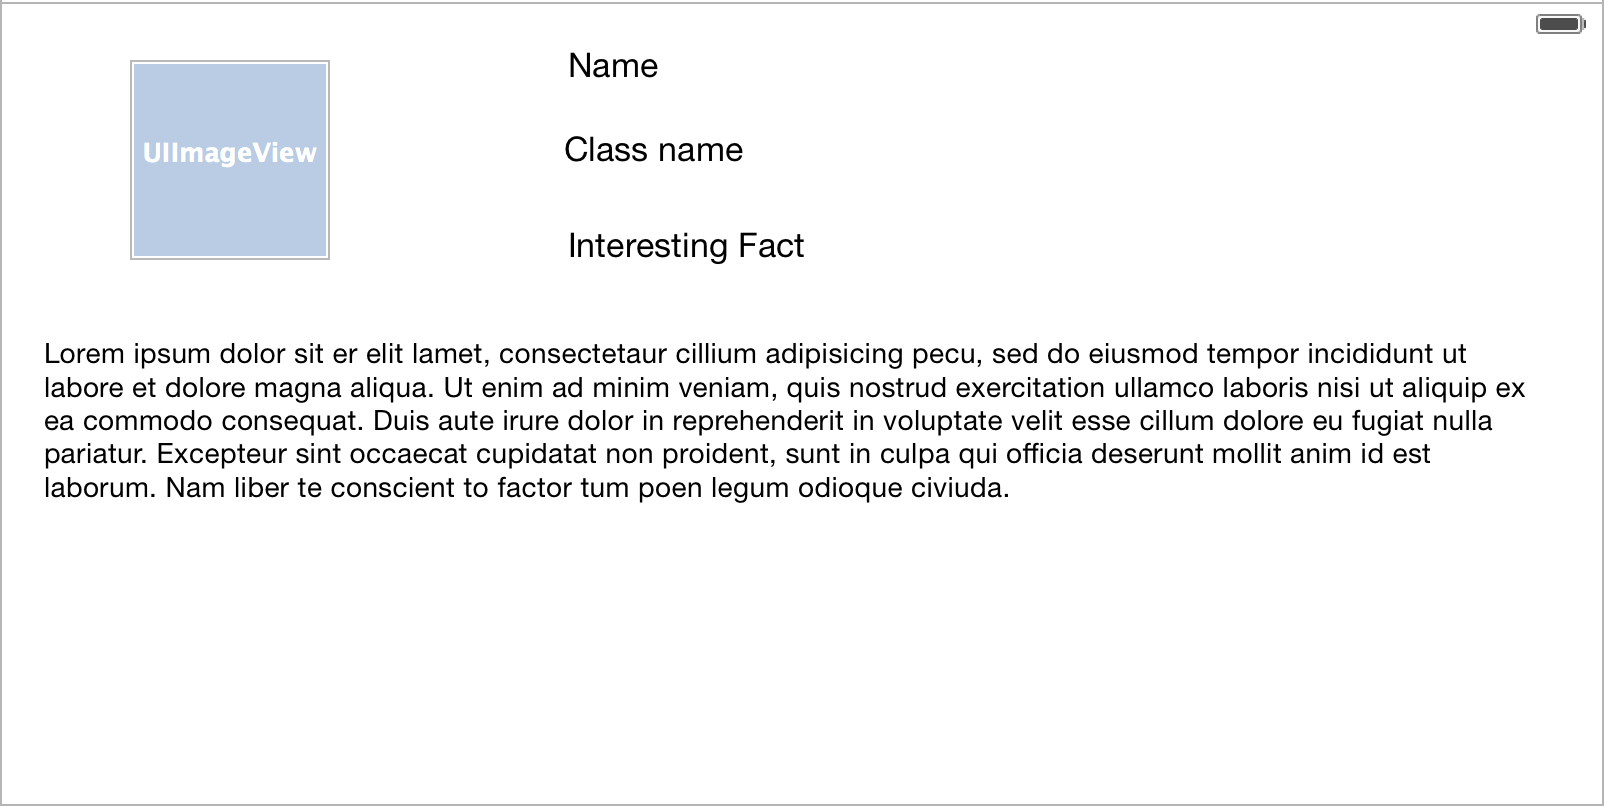 Name
UIImageView
Class name
Interesting Fact
Lorem ipsum dolor sit er elit lamet, consectetaur cillium adipisicing pecu, sed do eiusmod tempor incididunt ut
labore et dolore magna aliqua. Ut enim ad minim veniam, quis nostrud exercitation ullamco laboris nisi ut aliquip ex
ea commodo consequat. Duis aute irure dolor in reprehenderit in voluptate velit esse cillum dolore eu fugiat nulla
pariatur. Excepteur sint occaecat cupidatat non proident, sunt in culpa qui officia deserunt mollit anim id est
laborum. Nam liber te conscient to factor tum poen legum odioque civiuda.